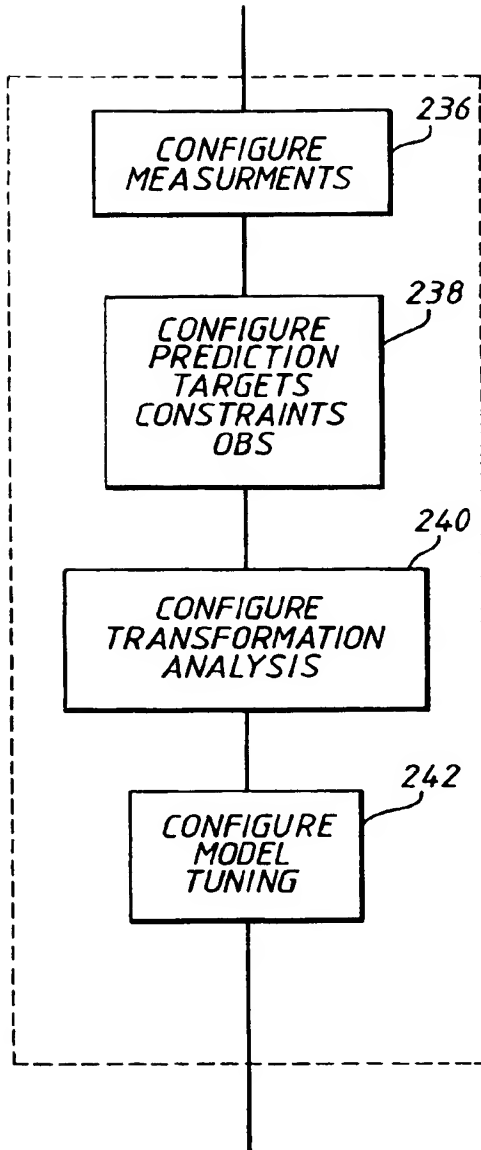 236
CONFIGURE
MEASURMENTS
238
CONFIGURE
PREDICTION
TARGETS
CONSTRAINTS
OBS
240
CONFIGURE
TRANSFORMATION
ANALYSIS
242
CONFIGURE
MODEL
TUNING